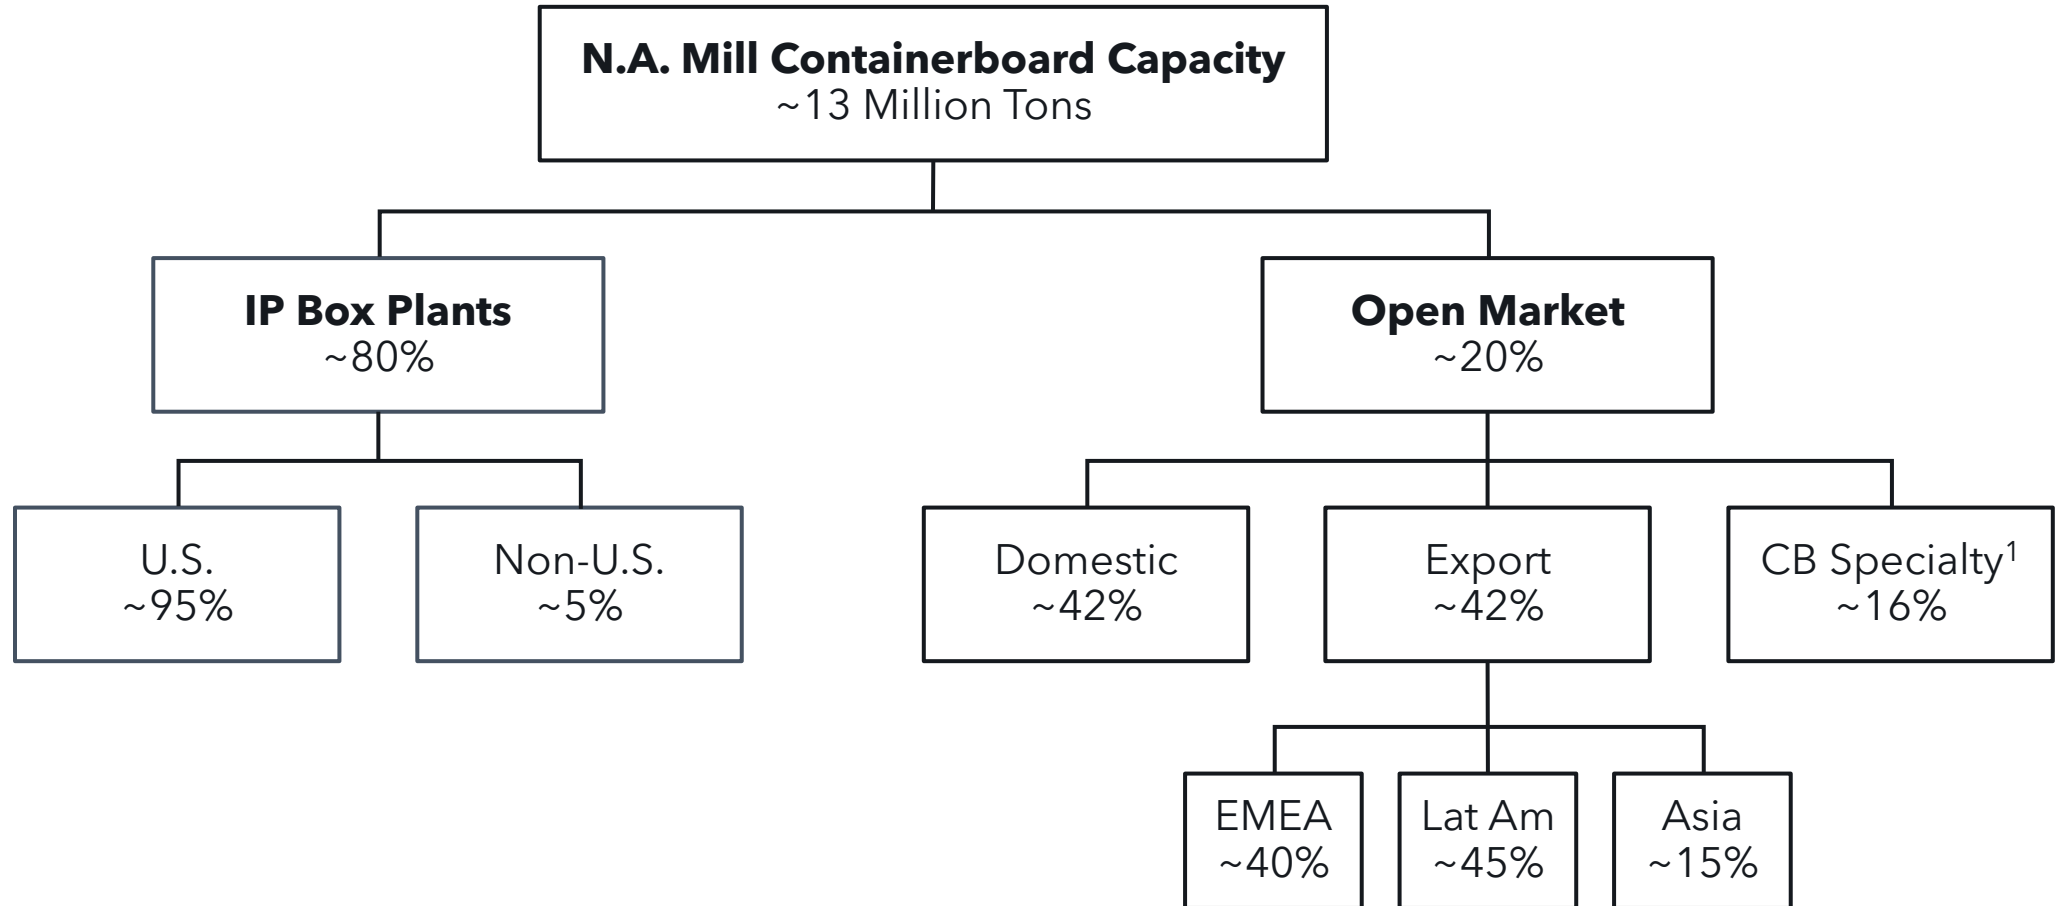 N.A. Mill Containerboard Capacity
~13 Million Tons
IP Box Plants
~80%
Open Market
~20%
U.S.
~95%
Non-U.S.
~5%
Domestic
~42%
Export
~42%
CB Specialty¹
~16%
EMEA
~40%
Lat Am
~45%
Asia
~15%